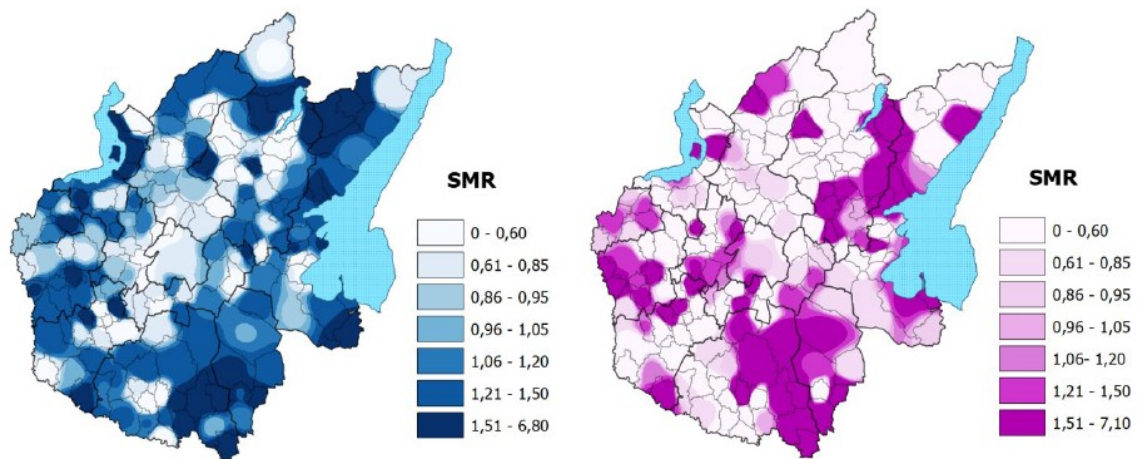 SMR
0 - 0,60
0,61 - 0,85
0,86 - 0,95
0,96 - 1,05
1,06 - 1,20
1,21 - 1,50
1,51 - 6,80
SMR
0 - 0,60
0,61 - 0,85
0,86 - 0,95
0,96 - 1,05
1,06- 1,20
1,21 - 1,50
1,51 - 7,10